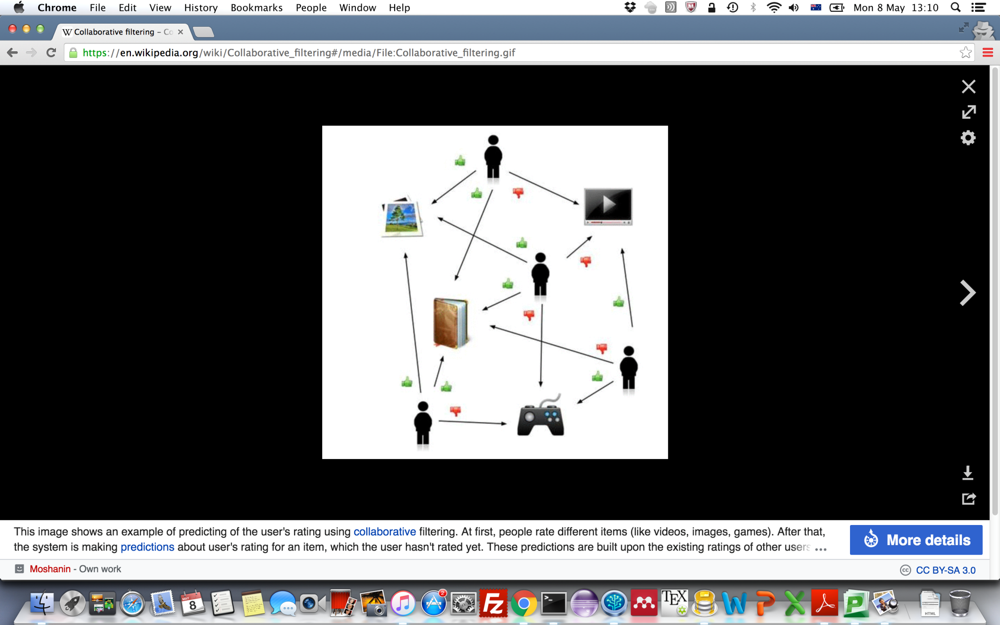 Chrome File Edit View History Bookmarks People Window Help Mon 8 May 13:10
W Collaborative filtering – Co
https://en.wikipedia.org/wiki/Collaborative_filtering#/media/File:Collaborative_filtering.gif
This image shows an example of predicting of the user's rating using collaborative filtering. At first, people rate different items (like videos, images, games). After that,
the system is making predictions about user's rating for an item, which the user hasn't rated yet. These predictions are built upon the existing ratings of other users ...
More details
Moshanin - Own work
cc CC BY-SA 3.0
MAY
8
2
Fz
>_
TEX
W
P
X
P
HTML